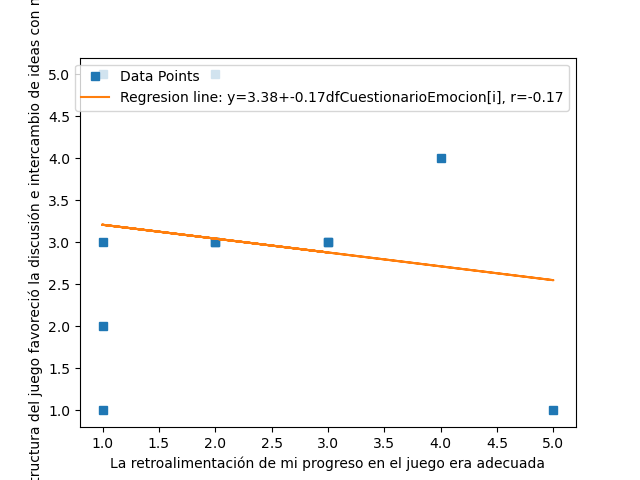 Data Points
Regresion line: y=3.38+-0.17dfCuestionarioEmocion[i], r=-0.17
5.0
4.5
4.0
3.5
3.0
2.5
2.0
1.5
1.0
del juego favoreció la discusión e intercambio de ideas con
1.0 1.5 2.0 2.5 3.0 3.5 4.0 4.5 5.0
La retroalimentación de mi progreso en el juego era adecuada